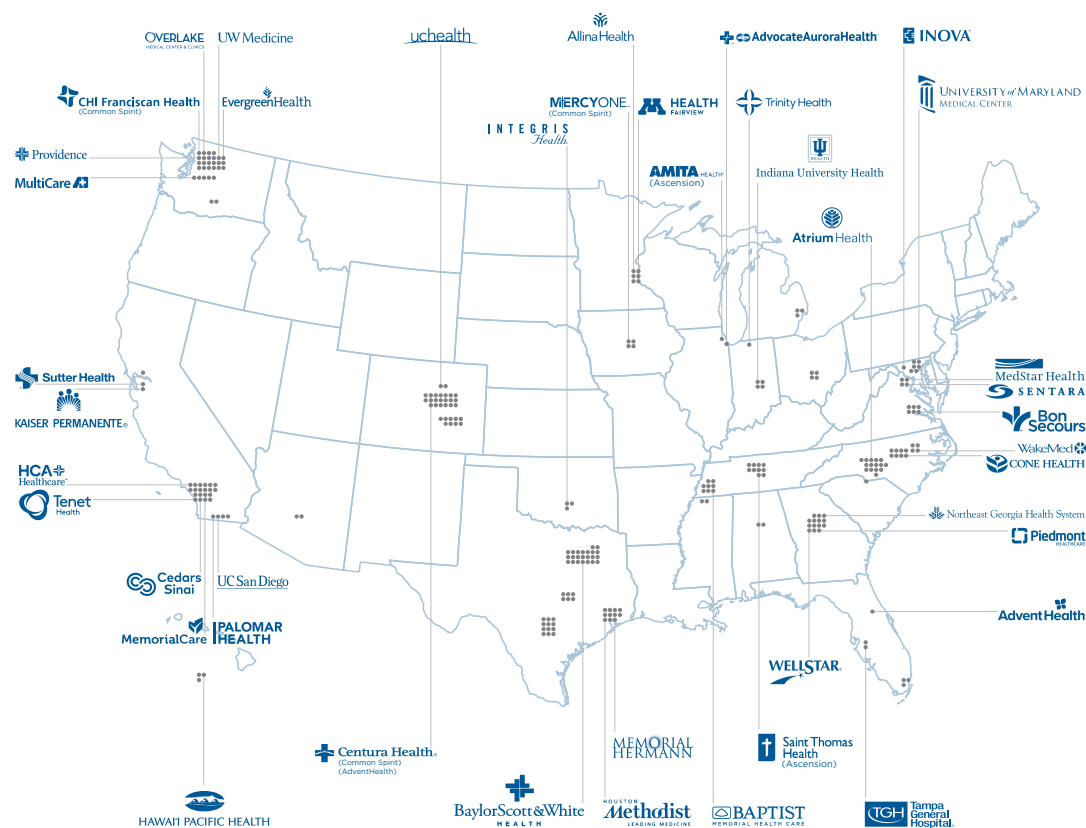 OVERLAKE
MEDICAL CENTER & CLINICS
UW Medicine
uchealth
Allina Health
AdvocateAuroraHealth
INOVA
CHI Franciscan Health
(Common Spirit)
EvergreenHealth
INTEGRIS
Health
MERCYONE
(Common Spirit)
M HEALTH
FAIRVIEW
Trinity Health
UNIVERSITY of MARYLAND
MEDICAL CENTER
Providence
MultiCare
AMITA HEALTH
(Ascension)
HEALTH
Indiana University Health
Atrium Health
Sutter Health
KAISER PERMANENTE®
MedStar Health
SENTARA
Bon
Secours
WakeMed
CONE HEALTH
HCA
Healthcare
Tenet
Health
Northeast Georgia Health System
Piedmont
HEALTHCARE
Cedars
Sinai
UC San Diego
MemorialCare
PALOMAR
HEALTH
AdventHealth
WELLSTAR®
Centura Health®
(Common Spirit)
(AdventHealth)
MEMORIAL
HERMANN
Saint Thomas
Health
(Ascension)
HAWAI'I PACIFIC HEALTH
BaylorScott&White
HEALTH
HOUSTON
Methodist
LEADING MEDICINE
BAPTIST
MEMORIAL HEALTH CARE
TGH
Tampa
General
Hospital